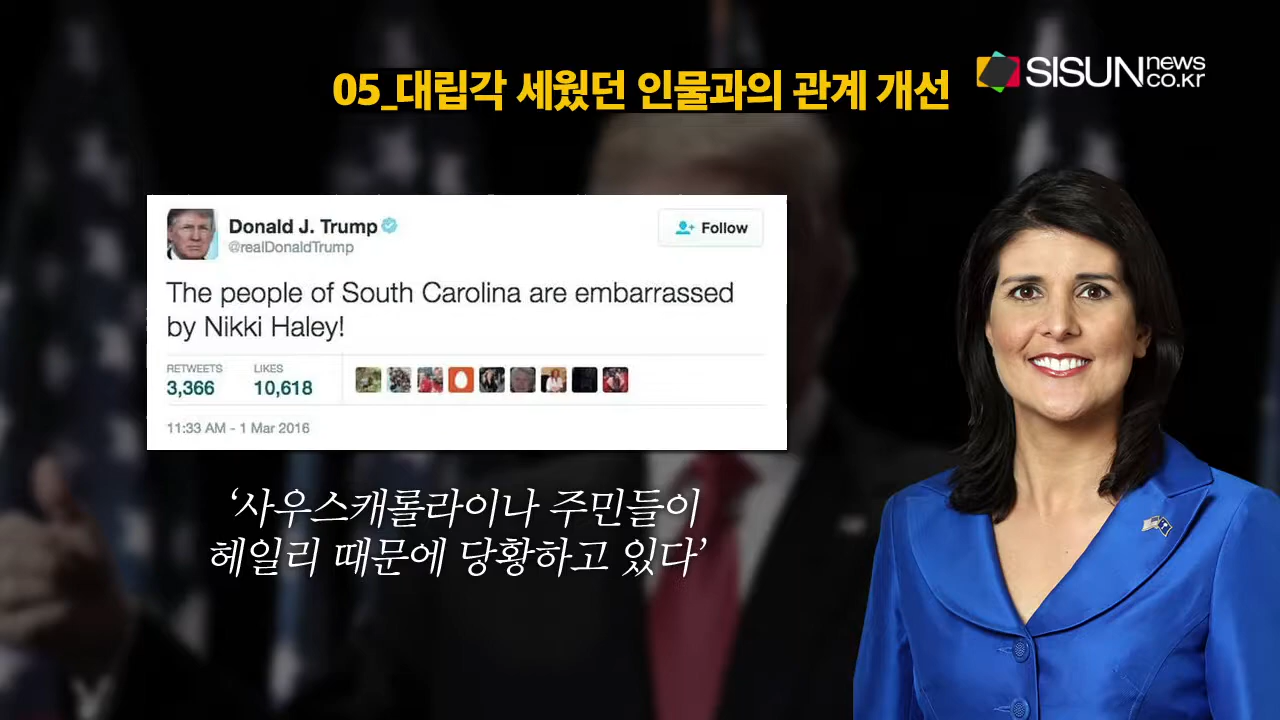 05_대립각 세웠던 인물과의 관계 개선
SISUN news co.kr
Donald J. Trump
@realDonaldTrump
Follow
The people of South Carolina are embarrassed
by Nikki Haley!
RETWEETS LIKES
3,366 10,618
11:33 AM - 1 Mar 2016
‘사우스캐롤라이나 주민들이
헤일리 때문에 당황하고 있다’